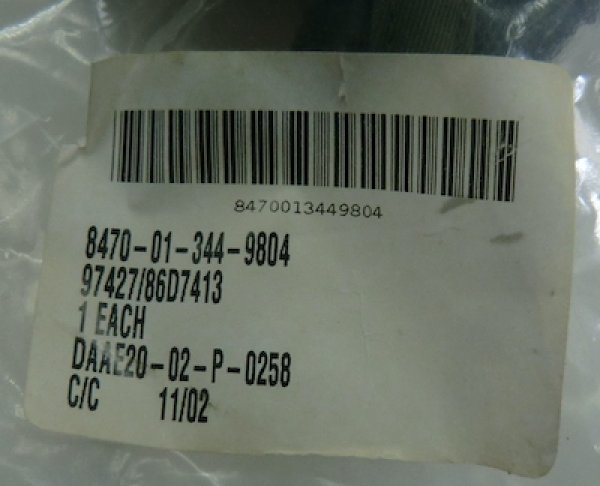 8470013449804
8470-01-344-9804
97427/86D7413
1 EACH
DAAE20-02-P-0258
C/C 11/02